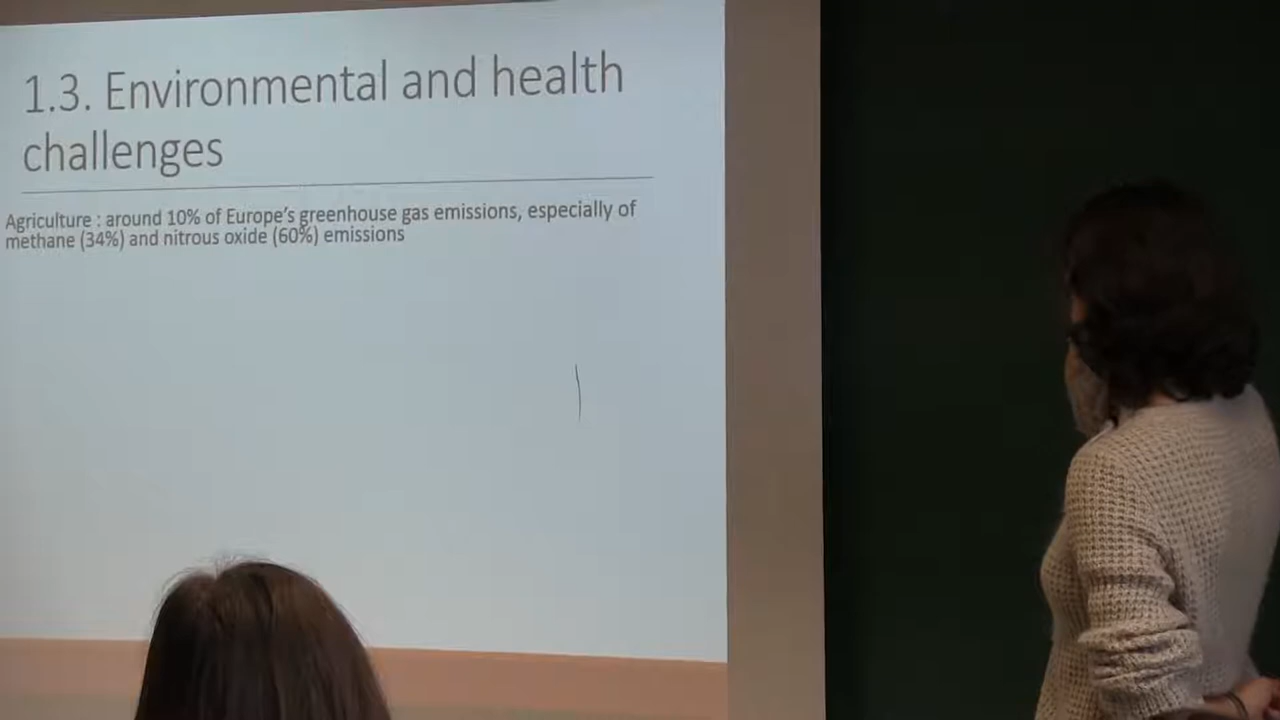 1.3. Environmental and health
challenges
Agriculture : around 10% of Europe's greenhouse gas emissions, especially of
methane (34%) and nitrous oxide (60%) emissions